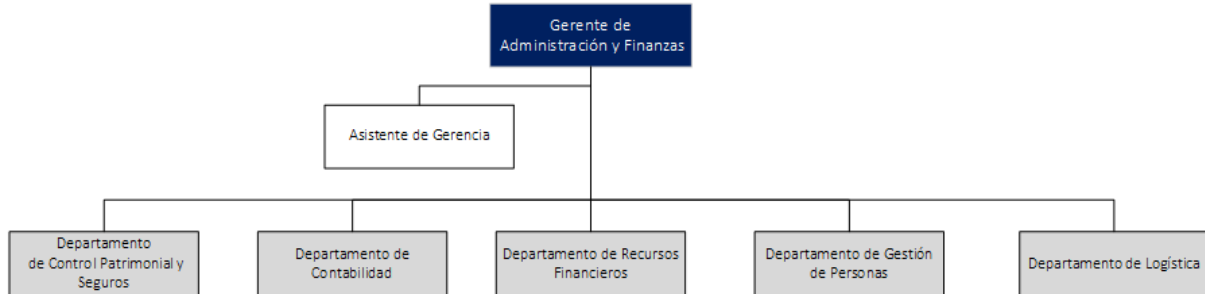 Gerente de
Administración y Finanzas
Asistente de Gerencia
Departamento
de Control Patrimonial y
Seguros
Departamento de
Contabilidad
Departamento de Recursos
Financieros
Departamento de Gestión
de Personas
Departamento de Logística